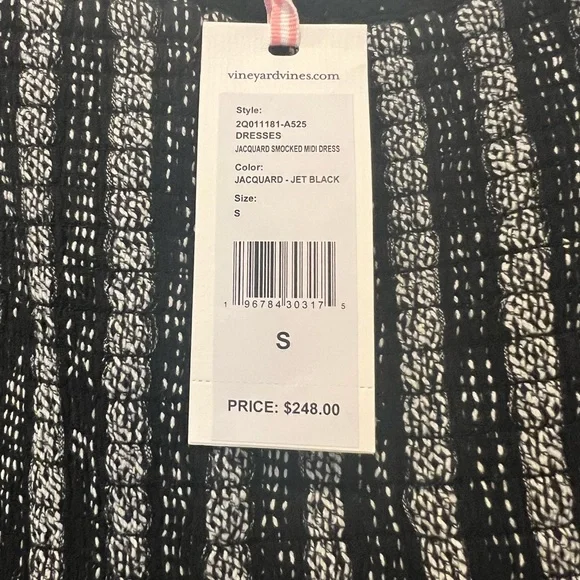 vineyardvines.com
Style:
2Q011181-A525
DRESSES
JACQUARD SMOCKED MIDI DRESS
Color:
JACQUARD - JET BLACK
Size:
S
1 96784 30317 5
S
PRICE: $248.00